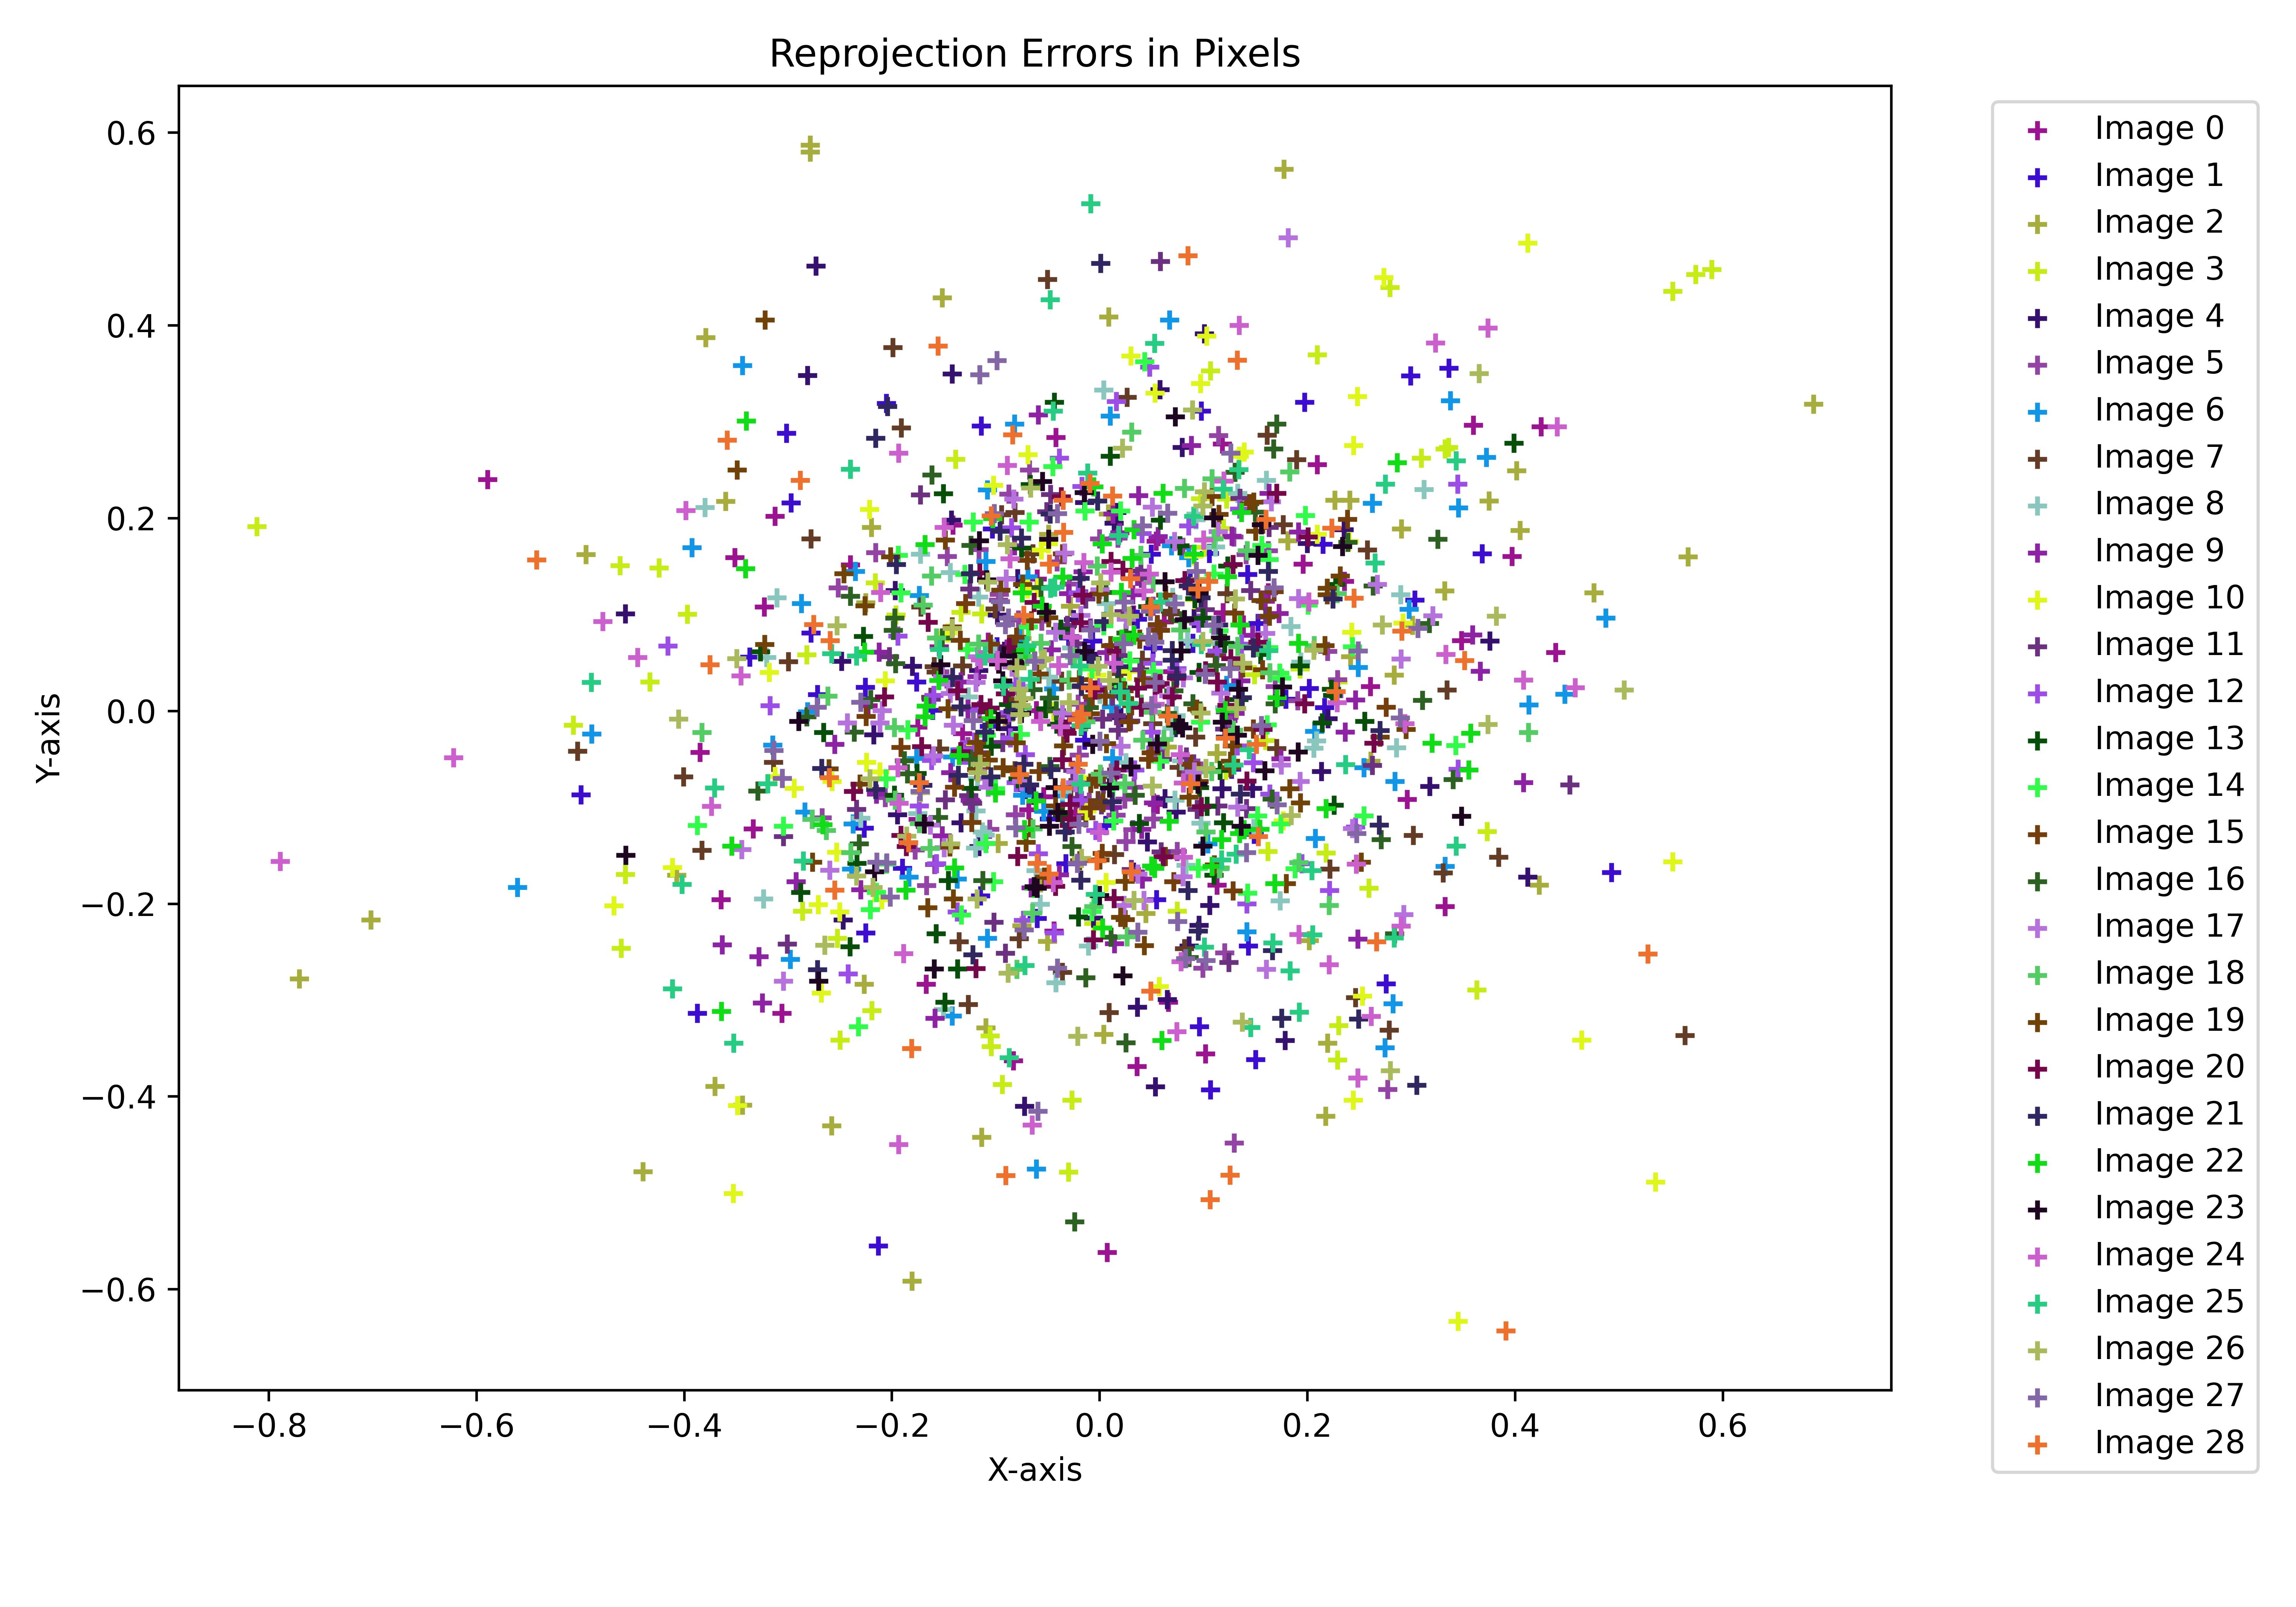 Reprojection Errors in Pixels
0.6
0.4
0.2
0.0
−0.2
−0.4
−0.6
Y-axis
−0.8 −0.6 −0.4 −0.2 0.0 0.2 0.4 0.6
X-axis
Image 0
Image 1
Image 2
Image 3
Image 4
Image 5
Image 6
Image 7
Image 8
Image 9
Image 10
Image 11
Image 12
Image 13
Image 14
Image 15
Image 16
Image 17
Image 18
Image 19
Image 20
Image 21
Image 22
Image 23
Image 24
Image 25
Image 26
Image 27
Image 28